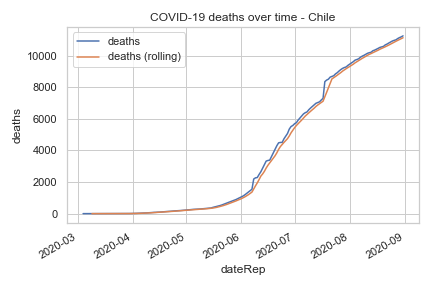 COVID-19 deaths over time - Chile
deaths
deaths (rolling)
10000
8000
6000
4000
2000
0
deaths
2020-03
2020-04
2020-05
2020-06
2020-07
2020-08
2020-09
dateRep